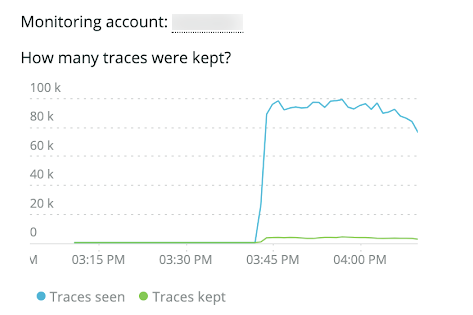 Monitoring account:
How many traces were kept?
100 k
80 k
60 k
40 k
20 k
0
M 03:15 PM 03:30 PM 03:45 PM 04:00 PM
Traces seen Traces kept